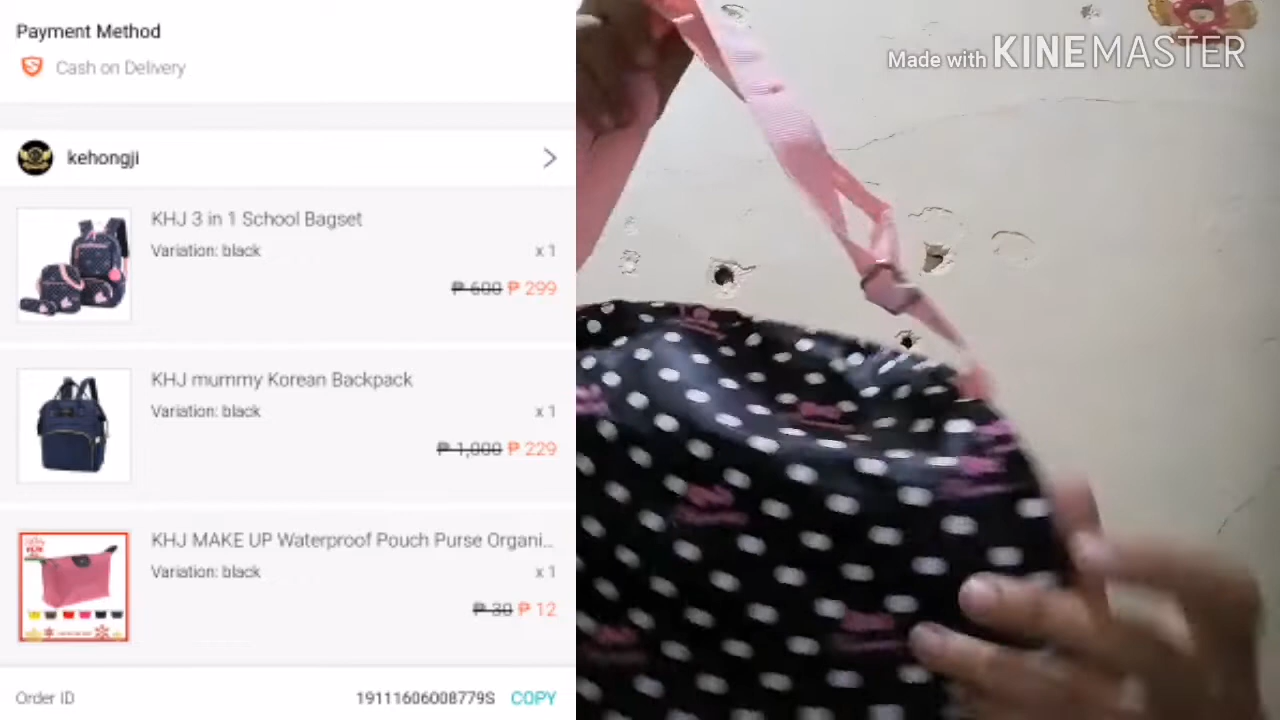 Payment Method
Cash on Delivery
kehongji
KHJ 3 in 1 School Bagset
Variation: black
x 1
₱ 600 ₱ 299
KHJ mummy Korean Backpack
Variation: black
x 1
₱ 1,000 ₱ 229
KHJ MAKE UP Waterproof Pouch Purse Organi...
Variation: black
x 1
₱ 30 ₱ 12
Order ID
19111606008779S COPY
Made with KINEMASTER